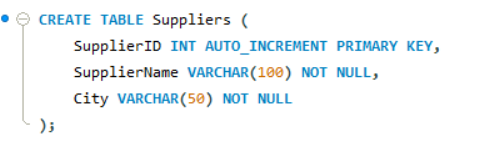 CREATE TABLE Suppliers (
    SupplierID INT AUTO_INCREMENT PRIMARY KEY,
    SupplierName VARCHAR(100) NOT NULL,
    City VARCHAR(50) NOT NULL
);